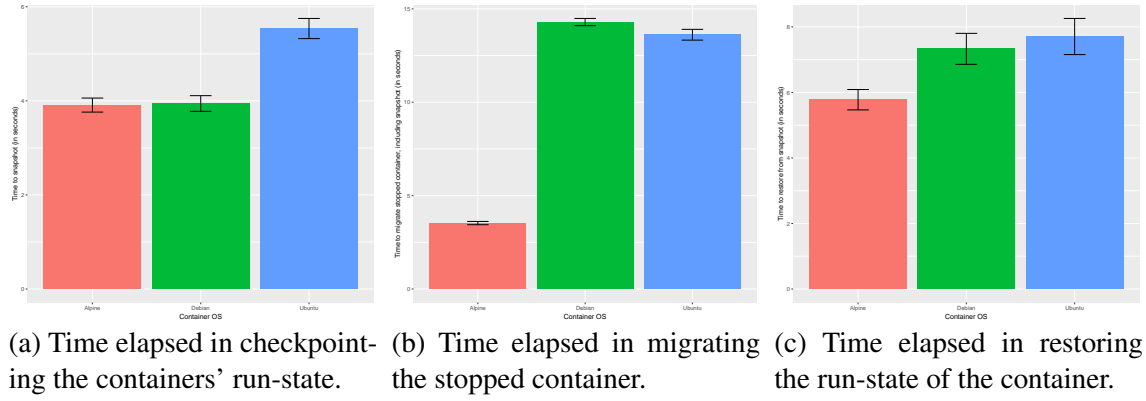 Time to snapshot (in seconds)
6
4
2
0
Alpine
Debian
Ubuntu
Container OS
Time to migrate stopped container, including snapshot (in seconds)
15
10
5
0
Alpine
Debian
Ubuntu
Container OS
Time to restore from snapshot (in seconds)
8
6
4
2
0
Alpine
Debian
Ubuntu
Container OS
(a) Time elapsed in checkpoint-
ing the containers' run-state.
(b) Time elapsed in migrating
the stopped container.
(c) Time elapsed in restoring
the run-state of the container.